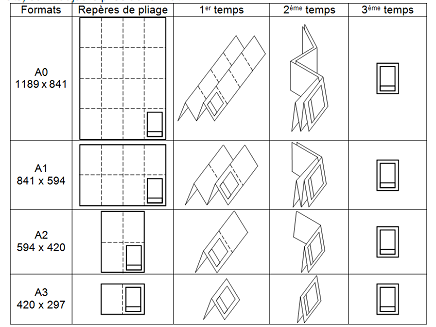 Formats Repères de pliage 1er temps 2ème temps 3ème temps
A0
1189 x 841
A1
841 x 594
A2
594 x 420
A3
420 x 297